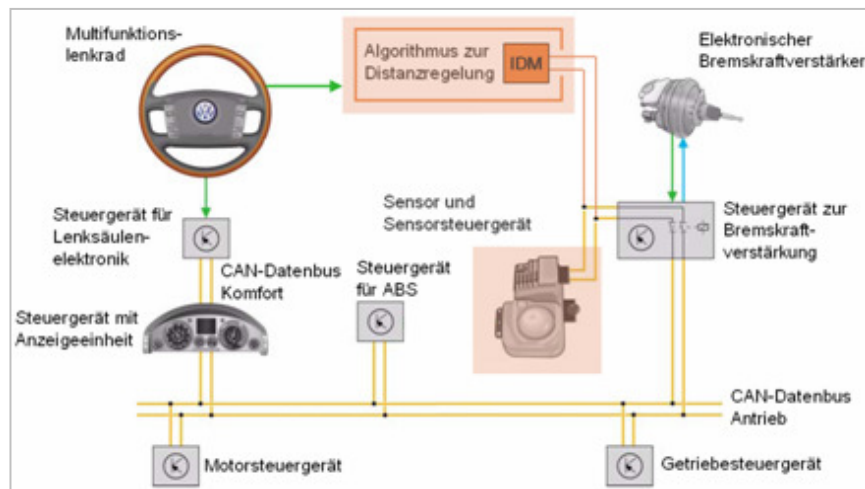 Multifunktions-
lenkrad
Algorithmus zur
Distanzregelung
IDM
Elektronischer
Bremskraftverstärker
Steuergerät für
Lenksäulen-
elektronik
Sensor und
Sensorsteuergerät
Steuergerät zur
Bremskraft-
verstärkung
CAN-Datenbus
Komfort
Steuergerät
für ABS
Steuergerät mit
Anzeigeeinheit
CAN-Datenbus
Antrieb
Motorsteuergerät
Getriebesteuergerät